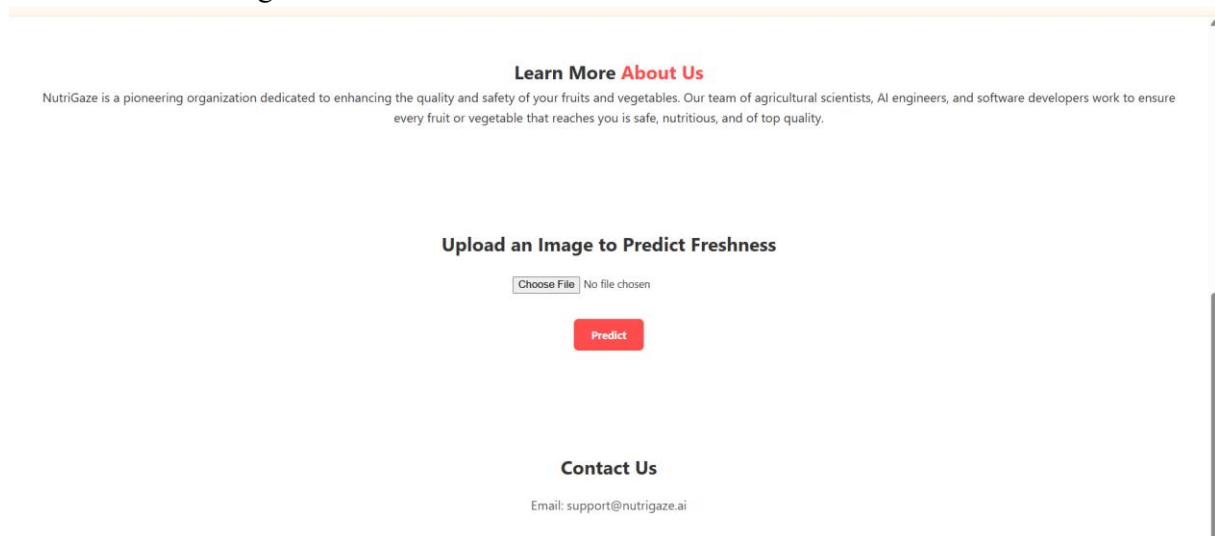 Learn More About Us
NutriGaze is a pioneering organization dedicated to enhancing the quality and safety of your fruits and vegetables. Our team of agricultural scientists, AI engineers, and software developers work to ensure
every fruit or vegetable that reaches you is safe, nutritious, and of top quality.
Upload an Image to Predict Freshness
Choose File No file chosen
Predict
Contact Us
Email: support@nutrigaze.ai